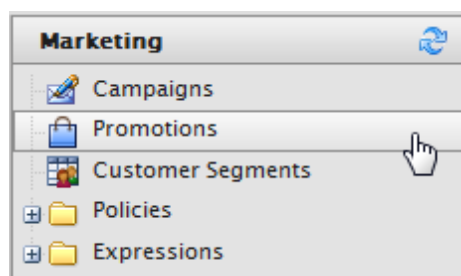 Marketing
Campaigns
Promotions
Customer Segments
Policies
Expressions